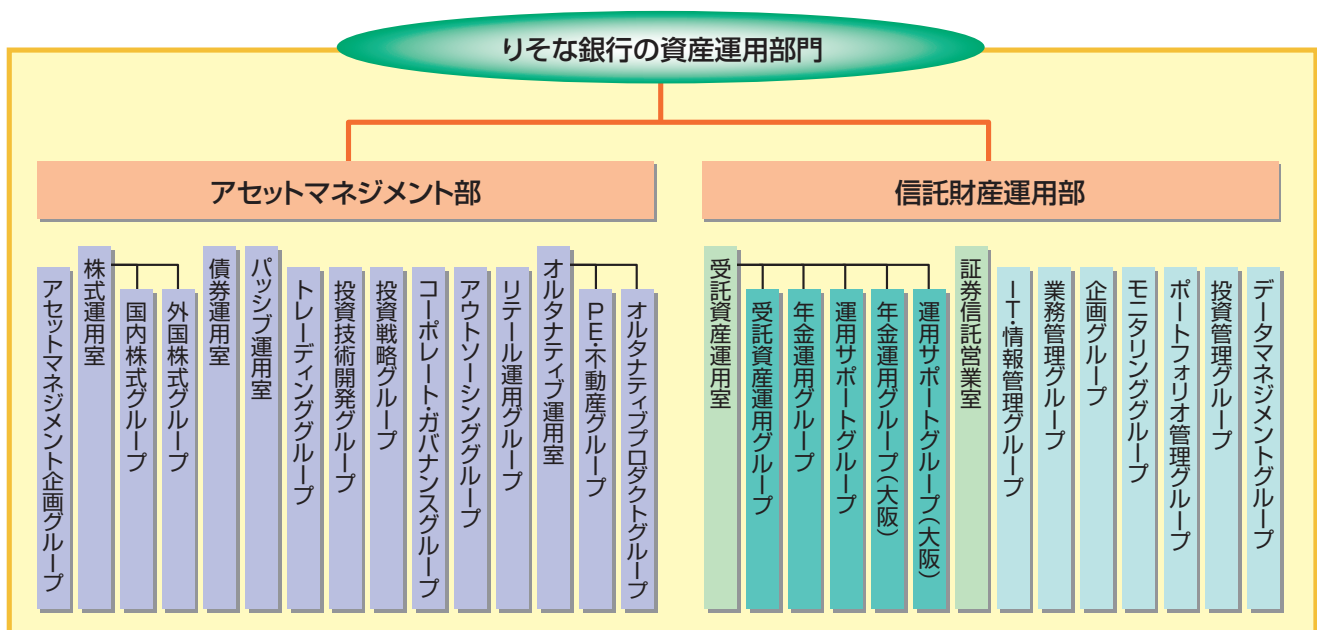 りそな銀行の資産運用部門
アセットマネジメント部
信託財産運用部
アセットマネジメント企画グループ
株式運用室
国内株式グループ
外国株式グループ
債券運用室
パッシブ運用室
トレーディンググループ
投資技術開発グループ
投資戦略グループ
コーポレート・ガバナンスグループ
アウトソーシンググループ
リテール運用グループ
オルタナティブ運用室
PE・不動産グループ
オルタナティブプロダクトグループ
受託資産運用室
受託資産運用グループ
年金運用グループ
運用サポートグループ
年金運用グループ(大阪)
運用サポートグループ(大阪)
証券信託営業室
IT・情報管理グループ
業務管理グループ
企画グループ
モニタリンググループ
ポートフォリオ管理グループ
投資管理グループ
データマネジメントグループ